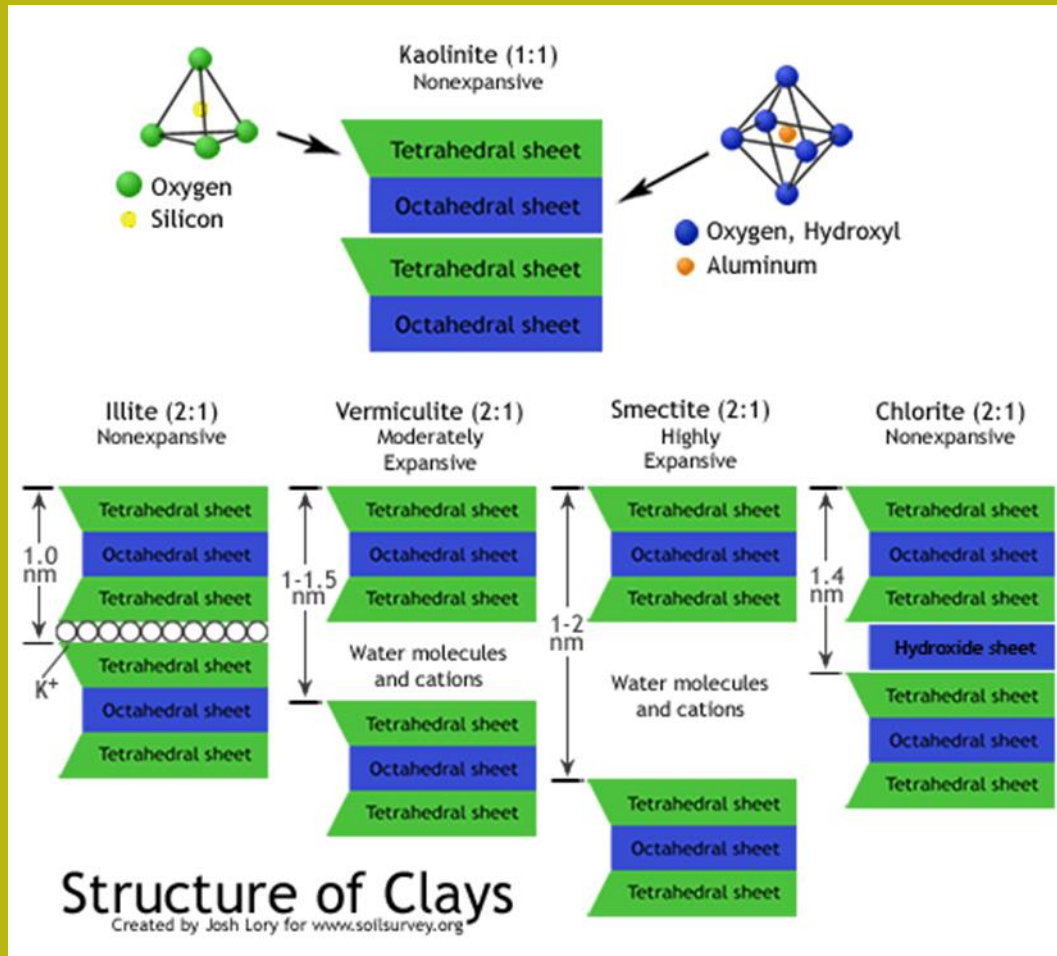 Kaolinite (1:1)
Nonexpansive
Oxygen
Silicon
Tetrahedral sheet
Octahedral sheet
Tetrahedral sheet
Octahedral sheet
Oxygen, Hydroxyl
Aluminum
Illite (2:1)
Nonexpansive
1.0
nm
Tetrahedral sheet
Octahedral sheet
Tetrahedral sheet
K+
Tetrahedral sheet
Octahedral sheet
Tetrahedral sheet
Vermiculite (2:1)
Moderately
Expansive
1-1.5
nm
Tetrahedral sheet
Octahedral sheet
Tetrahedral sheet
Water molecules
and cations
Tetrahedral sheet
Octahedral sheet
Tetrahedral sheet
Smectite (2:1)
Highly
Expansive
1-2
nm
Tetrahedral sheet
Octahedral sheet
Tetrahedral sheet
Water molecules
and cations
Tetrahedral sheet
Octahedral sheet
Tetrahedral sheet
Chlorite (2:1)
Nonexpansive
1.4
nm
Tetrahedral sheet
Octahedral sheet
Tetrahedral sheet
Hydroxide sheet
Tetrahedral sheet
Octahedral sheet
Tetrahedral sheet
Structure of Clays
Created by Josh Lory for www.soilsurvey.org